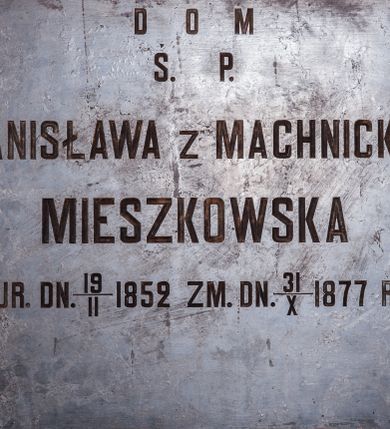 D O M
Ś. P.
ANISŁAWA z MACHNICK
MIESZKOWSKA
UR. DN. 19/II 1852 ZM. DN. 31/X 1877 R